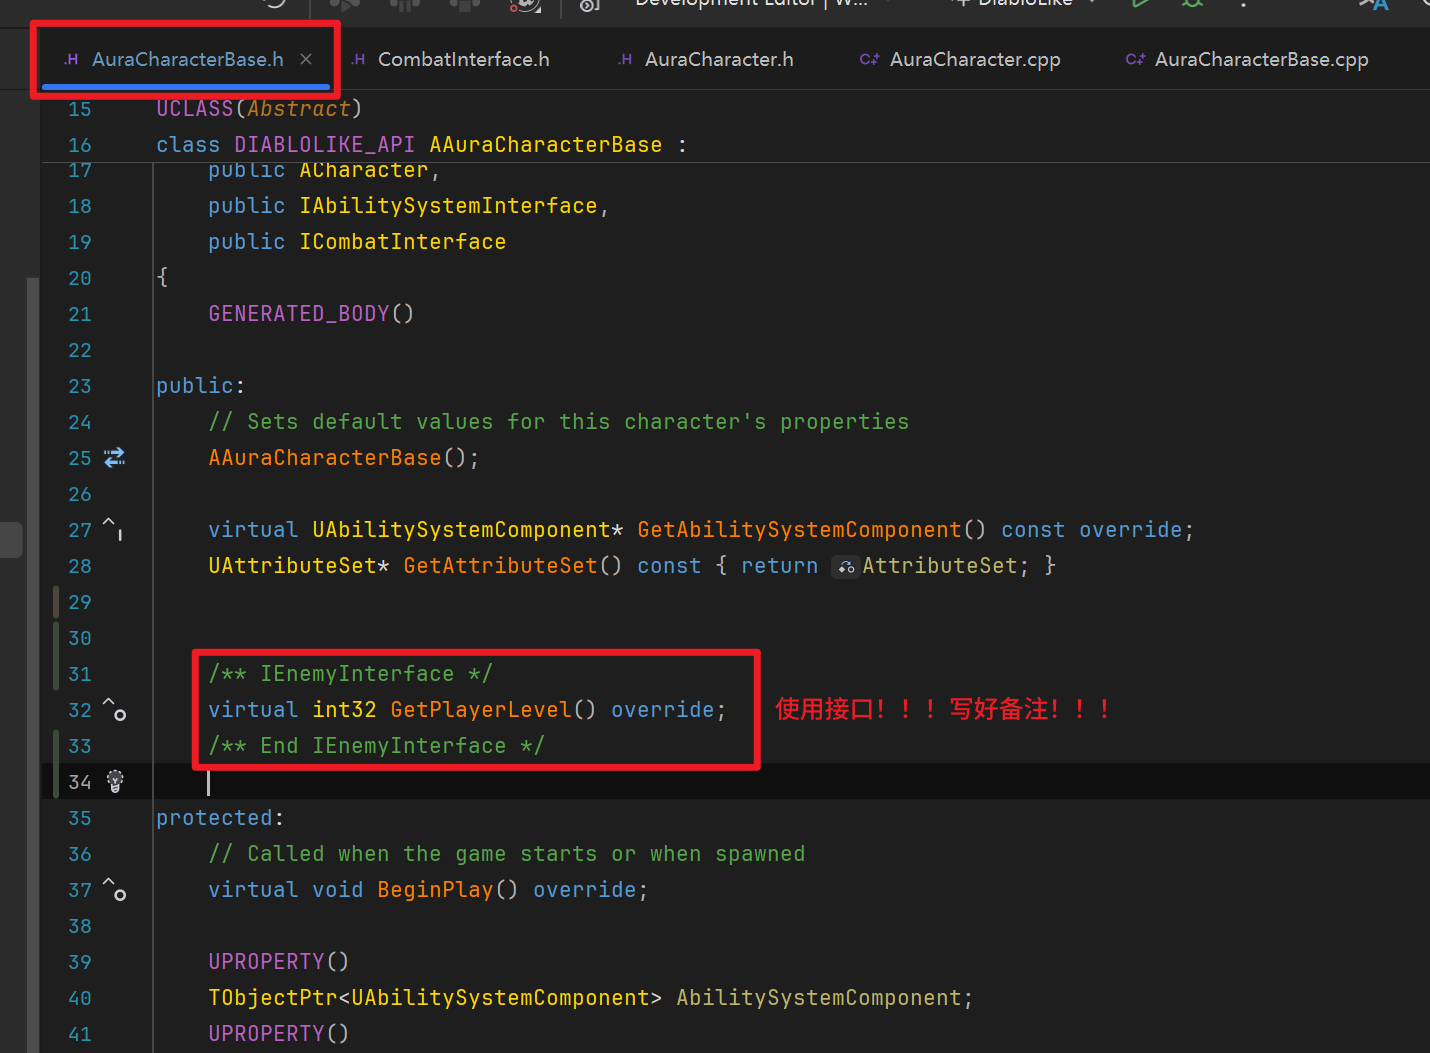 Development Editor | W...
DiabloLike
.H AuraCharacterBase.h
.H CombatInterface.h
.H AuraCharacter.h
C++ AuraCharacter.cpp
C++ AuraCharacterBase.cpp
15 UCLASS(Abstract)
16 class DIABLOLIKE_API AAuraCharacterBase :
17 public ACharacter,
18 public IAbilitySystemInterface,
19 public ICombatInterface
20 {
21 GENERATED_BODY()
22
23 public:
24 // Sets default values for this character's properties
25 AAuraCharacterBase();
26
27 virtual UAbilitySystemComponent* GetAbilitySystemComponent() const override;
28 UAttributeSet* GetAttributeSet() const { return AttributeSet; }
29
30
31 /** IEnemyInterface */
32 virtual int32 GetPlayerLevel() override; 使用接口！！！写好备注！！！
33 /** End IEnemyInterface */
34
35 protected:
36 // Called when the game starts or when spawned
37 virtual void BeginPlay() override;
38
39 UPROPERTY()
40 TObjectPtr<UAbilitySystemComponent> AbilitySystemComponent;
41 UPROPERTY()